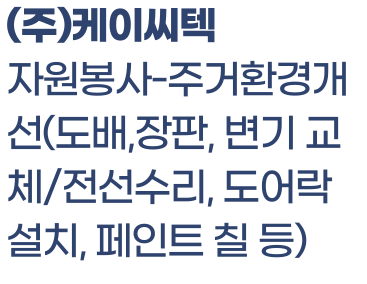 (주)케이씨텍
자원봉사-주거환경개
선(도배,장판, 변기 교
체/전선수리, 도어락
설치, 페인트 칠 등)